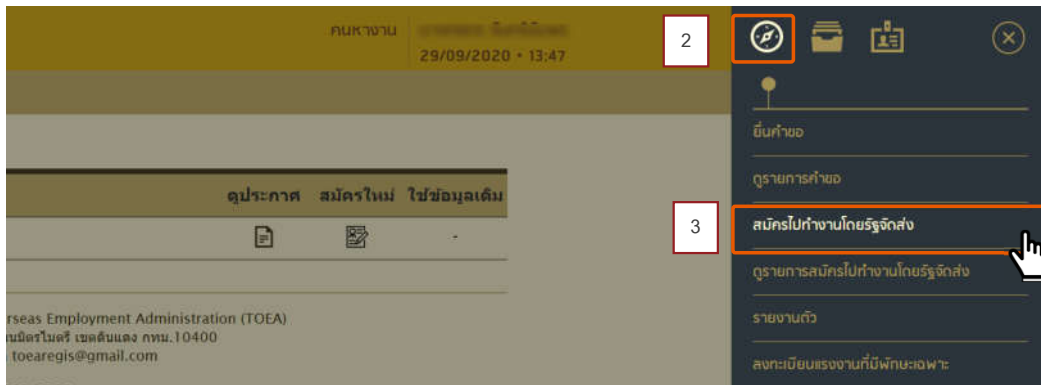 ค้นหางาน
29/09/2020 • 13:47
2
ยื่นคำขอ
ดูรายการคำขอ
3
สมัครไปทำงานโดยรัฐจัดส่ง
ดูรายการสมัครไปทำงานโดยรัฐจัดส่ง
รายงานตัว
ลงทะเบียนแรงงานที่มีทักษะเฉพาะ
ดูประกาศ สมัครใหม่ ใช้ข้อมูลเดิม
-
rseas Employment Administration (TOEA)
นมิตรไมตรี เขตดินแดง กทม.10400
toearegis@gmail.com